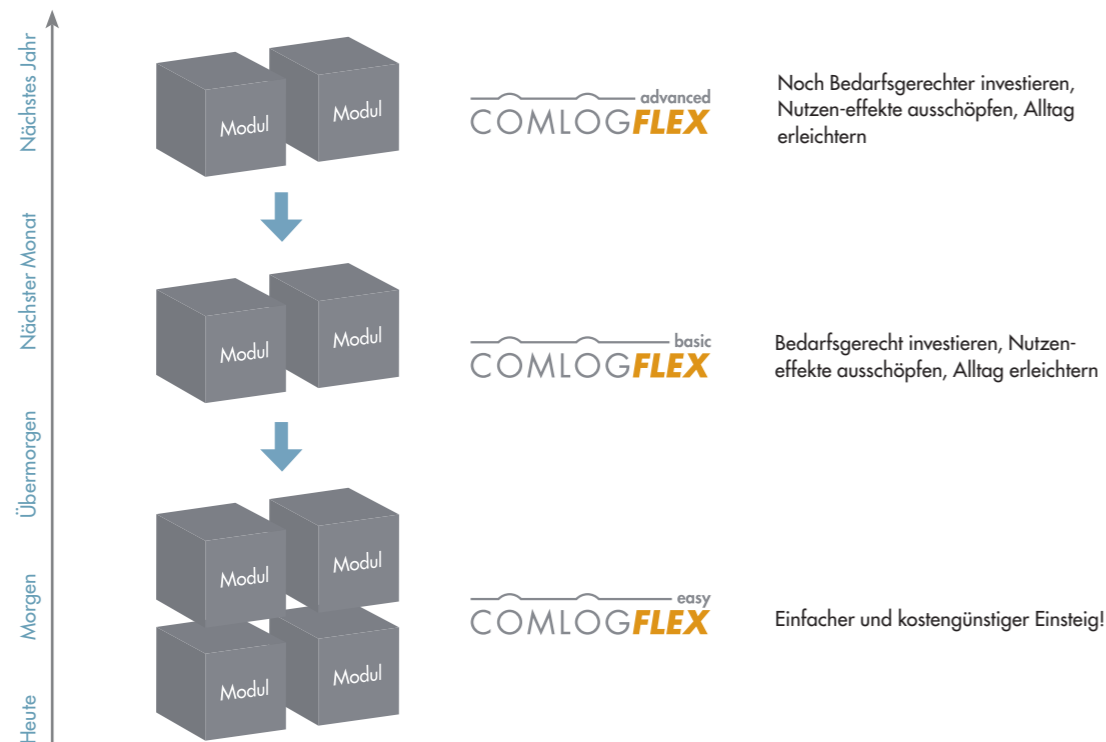 Nächstes Jahr
Modul
Modul
advanced
COMLOGFLEX
Noch Bedarfsgerechter investieren,
Nutzen-effekte ausschöpfen, Alltag
erleichtern
Nächster Monat
Modul
Modul
basic
COMLOGFLEX
Bedarfsgerecht investieren, Nutzen-
effekte ausschöpfen, Alltag erleichtern
Übermorgen
Modul
Modul
Morgen
easy
COMLOGFLEX
Einfacher und kostengünstiger Einsteig!
Modul
Modul
Heute